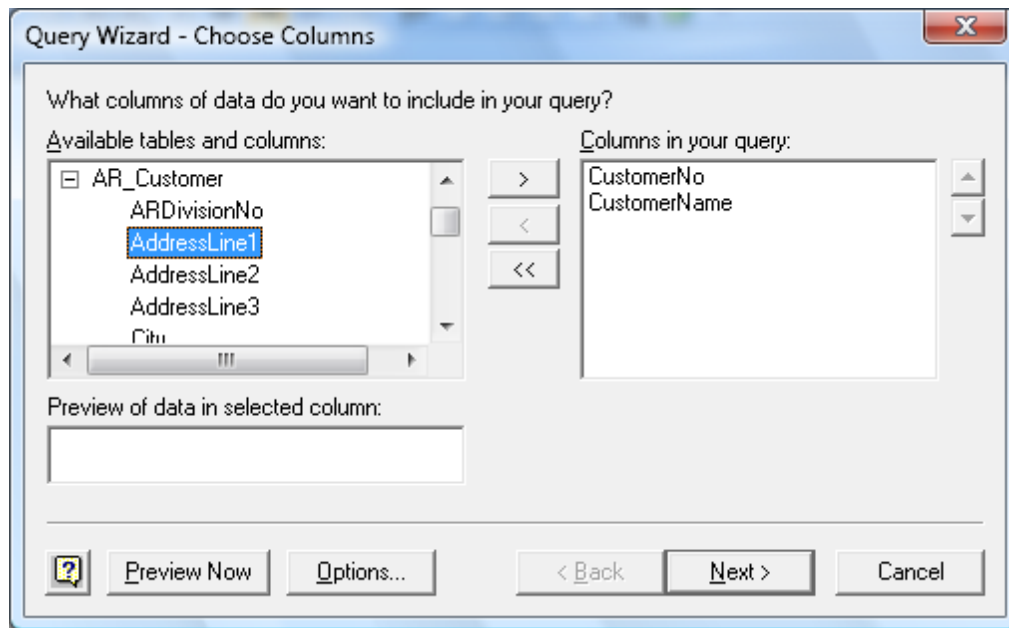 Query Wizard - Choose Columns
What columns of data do you want to include in your query?
Available tables and columns:
AR_Customer
ARDivisionNo
AddressLine1
AddressLine2
AddressLine3
City
>
<
<<
Columns in your query:
CustomerNo
CustomerName
Preview of data in selected column:
Preview Now
Options...
< Back
Next >
Cancel